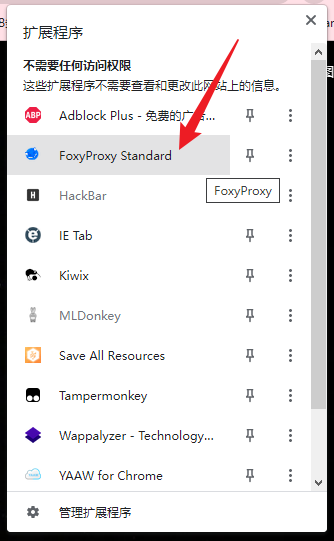 扩展程序
不需要任何访问权限
这些扩展程序不需要查看和更改此网站上的信息。
ABP Adblock Plus - 免费的广告...
FoxyProxy Standard
FoxyProxy
H HackBar
IE Tab
Kiwix
MLDonkey
Save All Resources
Tampermonkey
Wappalyzer - Technology...
YAAW YAAW for Chrome
管理扩展程序